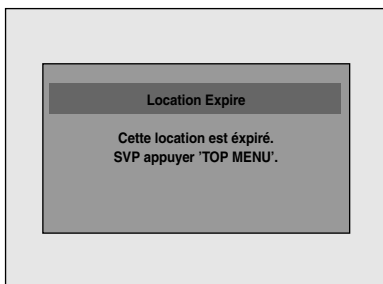 Location Expire
Cette location est éxpiré.
SVP appuyer 'TOP MENU'.